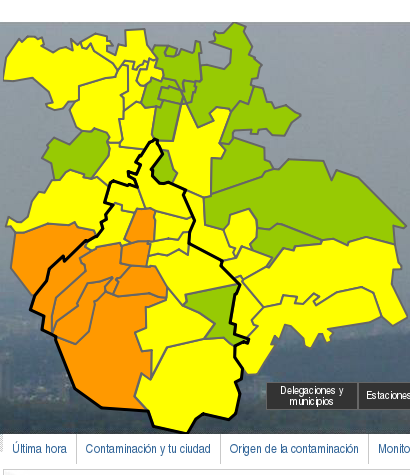 Delegaciones y
municipios
Estaciones
Última hora
Contaminación y tu ciudad
Origen de la contaminación
Monito